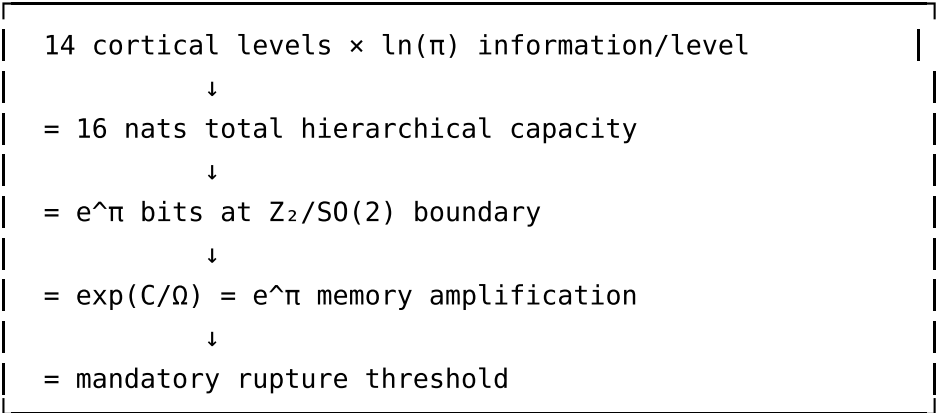 14 cortical levels × ln(π) information/level
↓
= 16 nats total hierarchical capacity
↓
= e^π bits at Z₂/SO(2) boundary
↓
= exp(C/Ω) = e^π memory amplification
↓
= mandatory rupture threshold